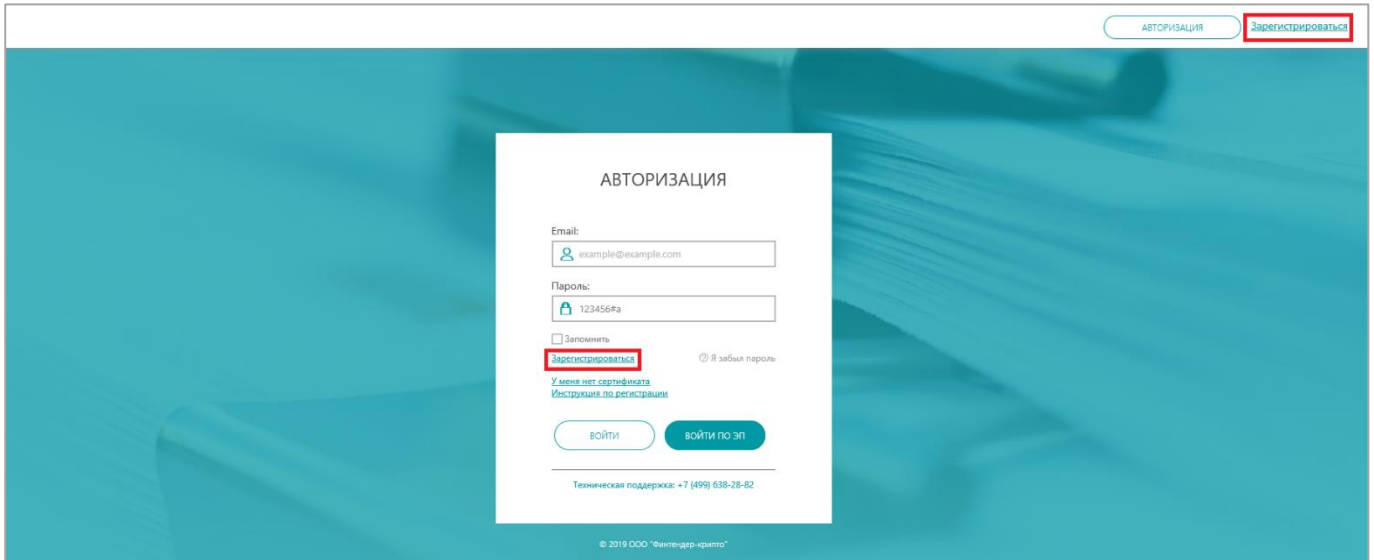 АВТОРИЗАЦИЯ Зарегистрироваться
АВТОРИЗАЦИЯ
Email:
example@example.com
Пароль:
123456#a
Запомнить
Зарегистрироваться ? Я забыл пароль
У меня нет сертификата
Инструкция по регистрации
ВОЙТИ ВОЙТИ ПО ЭП
Техническая поддержка: +7 (499) 638-28-82
© 2019 ООО "Финтендер-крипто"